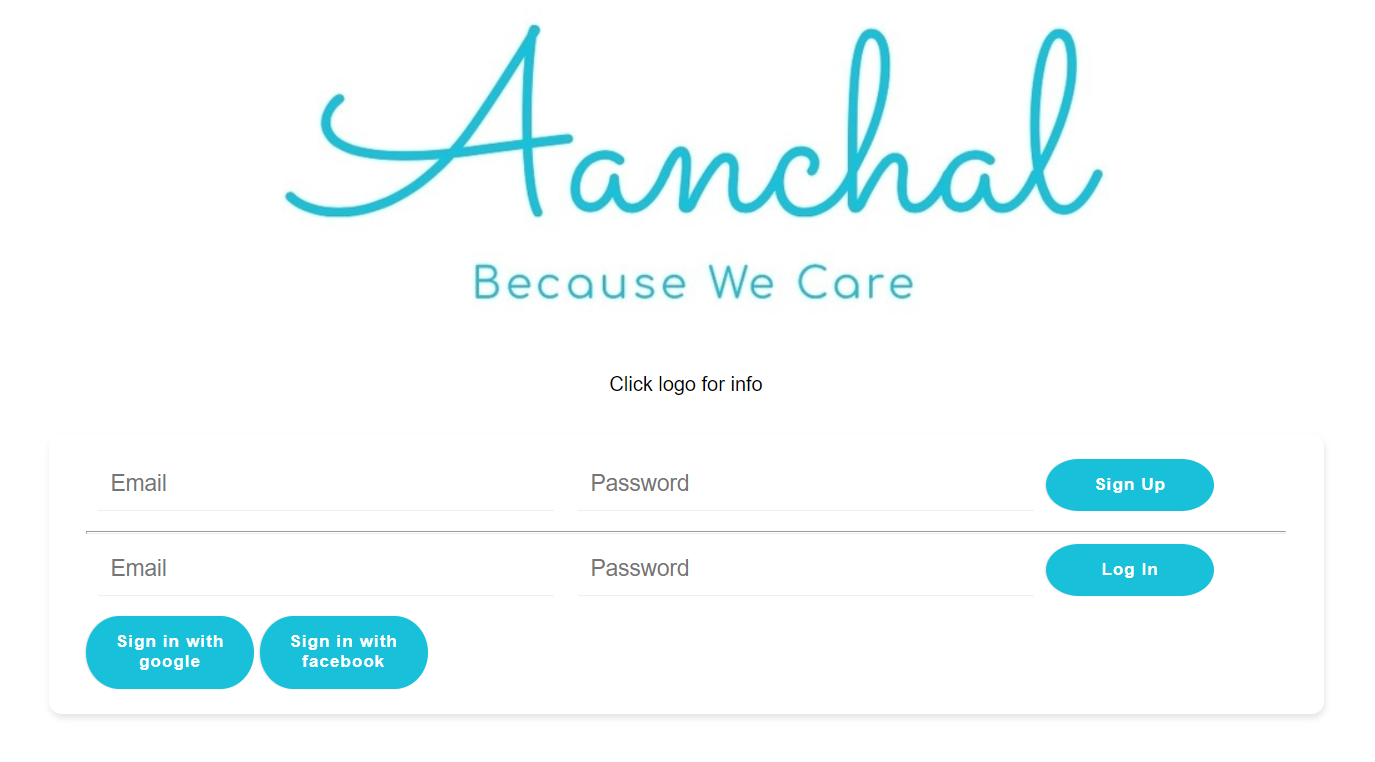 Aanchal
Because We Care
Click logo for info
Email Password Sign Up
Email Password Log In
Sign in with Sign in with
google facebook